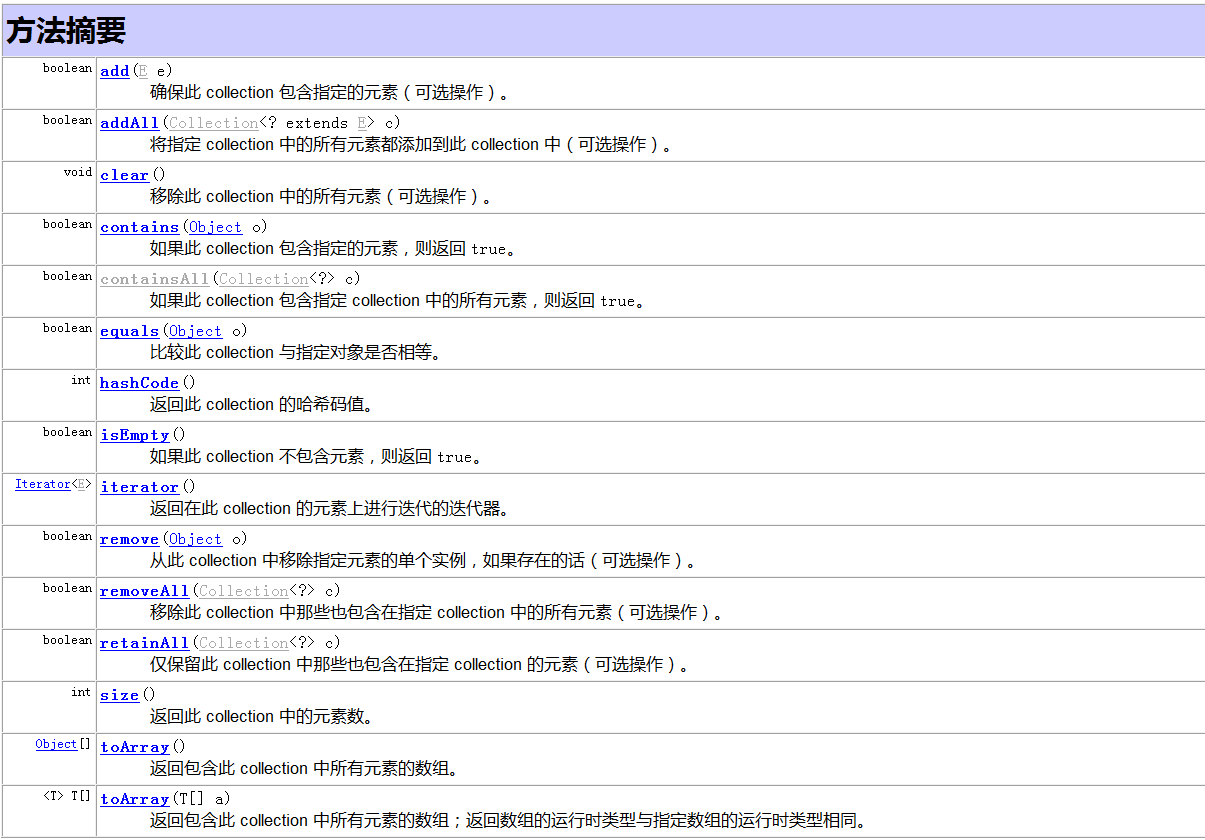 方法摘要
boolean add(E e)
确保此 collection 包含指定的元素（可选操作）。
boolean addAll(Collection<? extends E> c)
将指定 collection 中的所有元素都添加到此 collection 中（可选操作）。
void clear()
移除此 collection 中的所有元素（可选操作）。
boolean contains(Object o)
如果此 collection 包含指定的元素，则返回 true。
boolean containsAll(Collection<?> c)
如果此 collection 包含指定 collection 中的所有元素，则返回 true。
boolean equals(Object o)
比较此 collection 与指定对象是否相等。
int hashCode()
返回此 collection 的哈希码值。
boolean isEmpty()
如果此 collection 不包含元素，则返回 true。
Iterator<E> iterator()
返回在此 collection 的元素上进行迭代的迭代器。
boolean remove(Object o)
从此 collection 中移除指定元素的单个实例，如果存在的话（可选操作）。
boolean removeAll(Collection<?> c)
移除此 collection 中那些也包含在指定 collection 中的所有元素（可选操作）。
boolean retainAll(Collection<?> c)
仅保留此 collection 中那些也包含在指定 collection 的元素（可选操作）。
int size()
返回此 collection 中的元素数。
Object[] toArray()
返回包含此 collection 中所有元素的数组。
<T> T[] toArray(T[] a)
返回包含此 collection 中所有元素的数组；返回数组的运行时类型与指定数组的运行时类型相同。